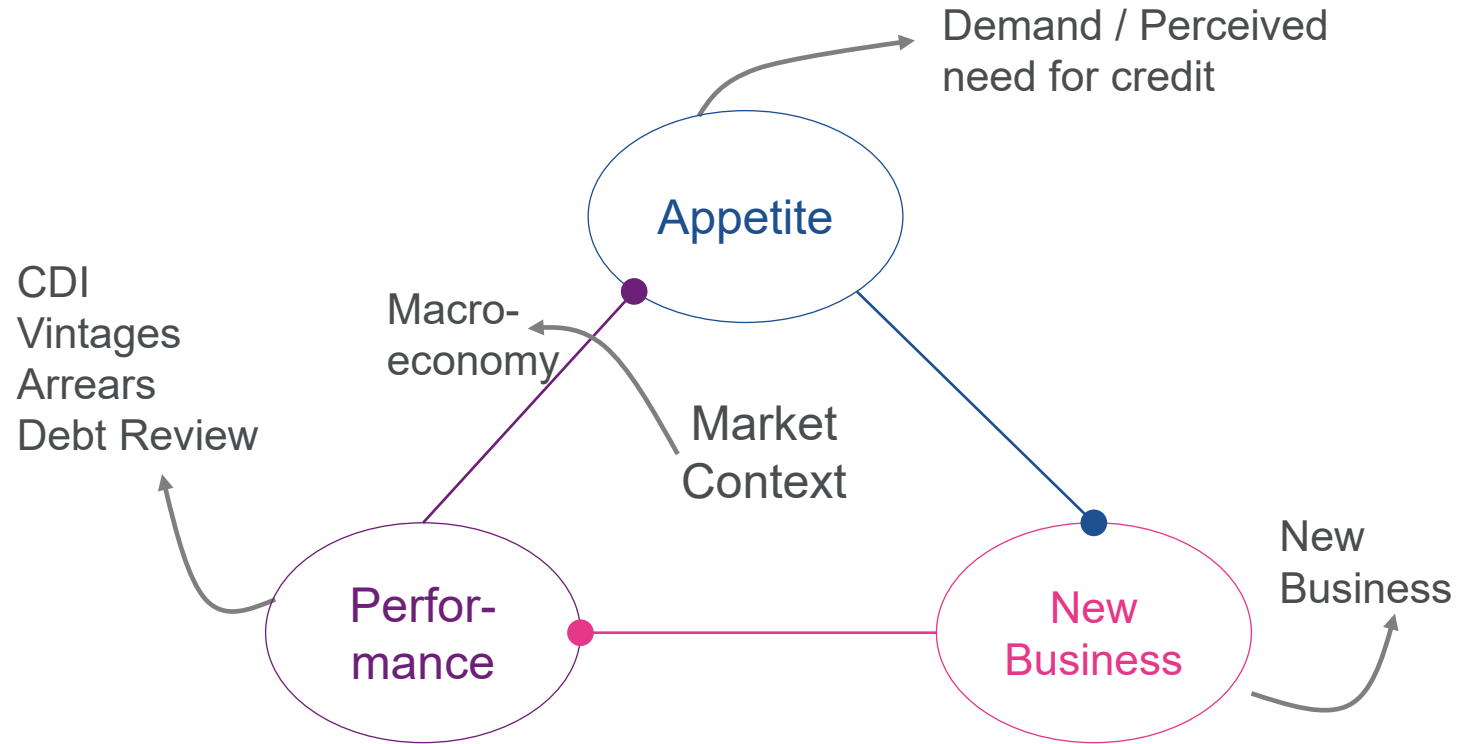 Demand / Perceived
need for credit
Appetite
CDI
Vintages
Arrears
Debt Review
Macro-
economy
Market
Context
Perfor-
mance
New
Business
New
Business